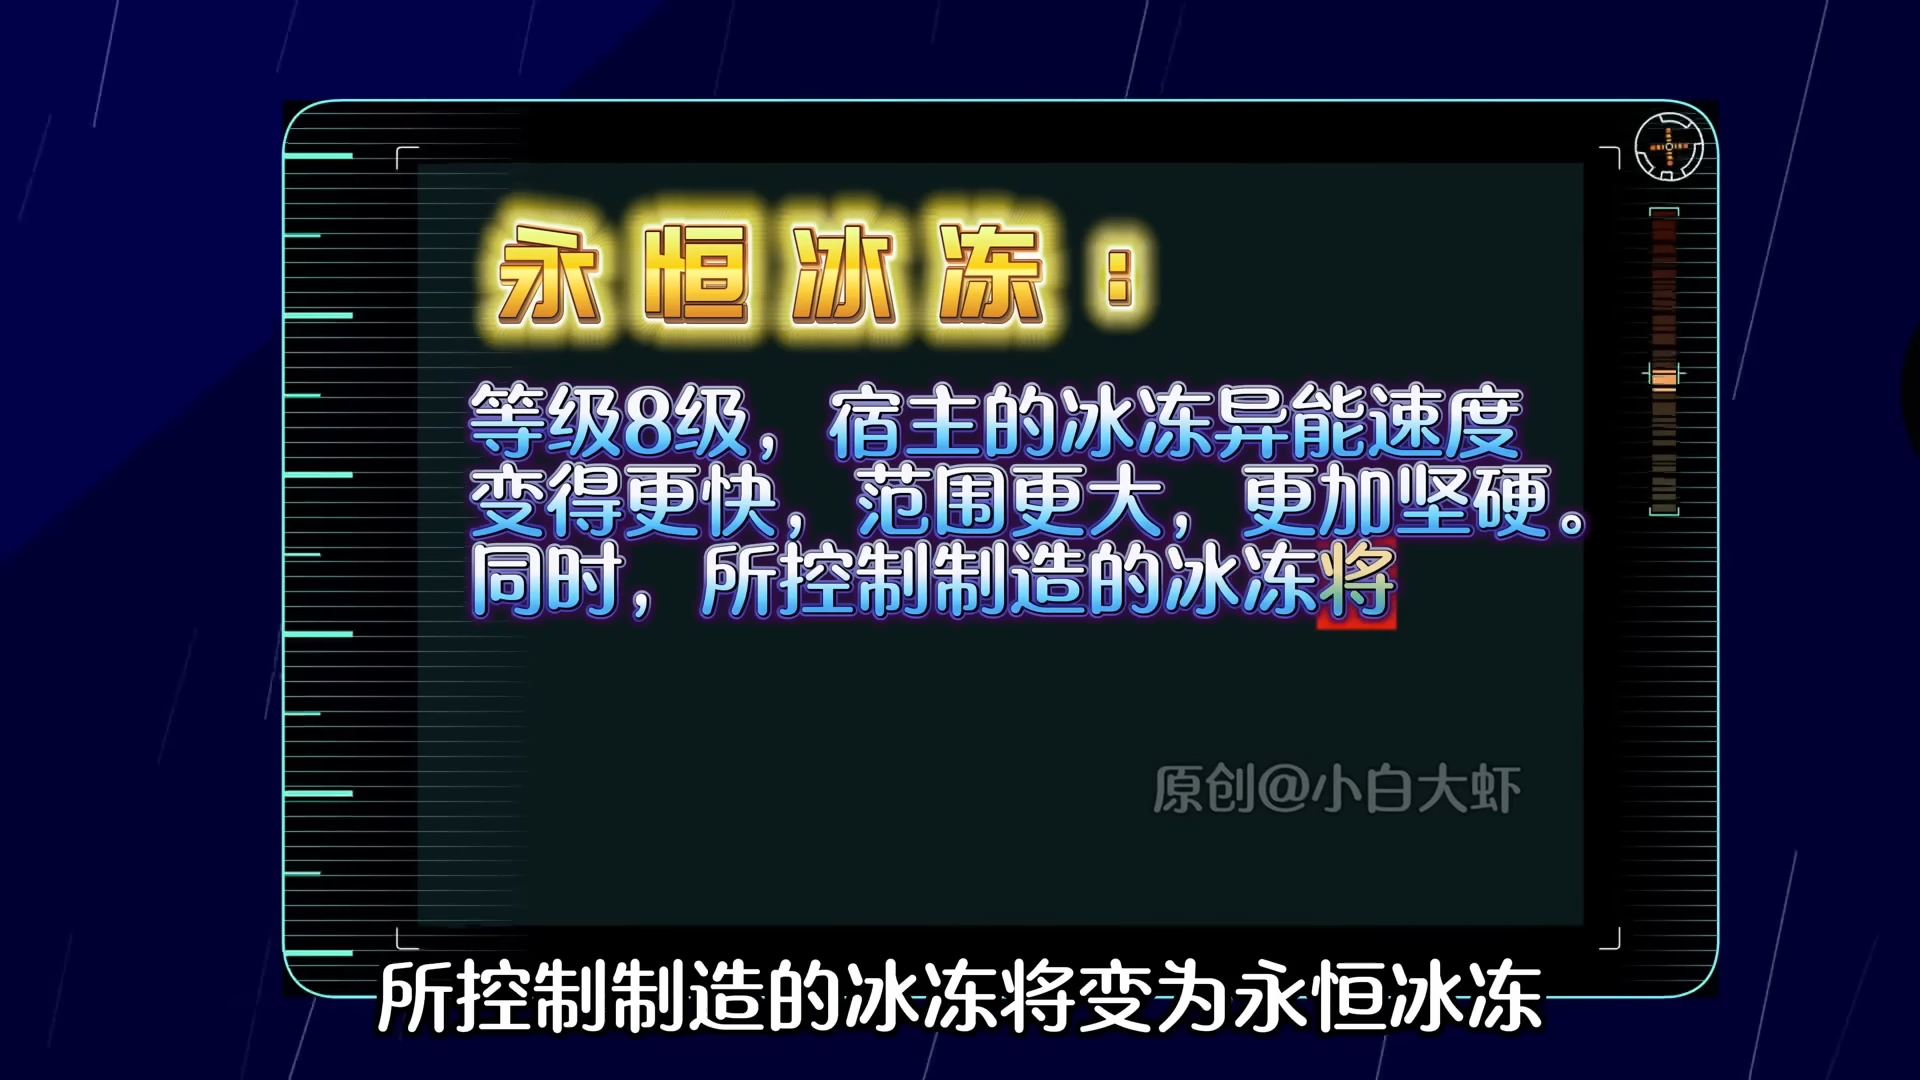 永恒冰冻：
等级8级，宿主的冰冻异能速度
变得更快，范围更大，更加坚硬。
同时，所控制制造的冰冻将
原创@小白大虾
所控制制造的冰冻将变为永恒冰冻